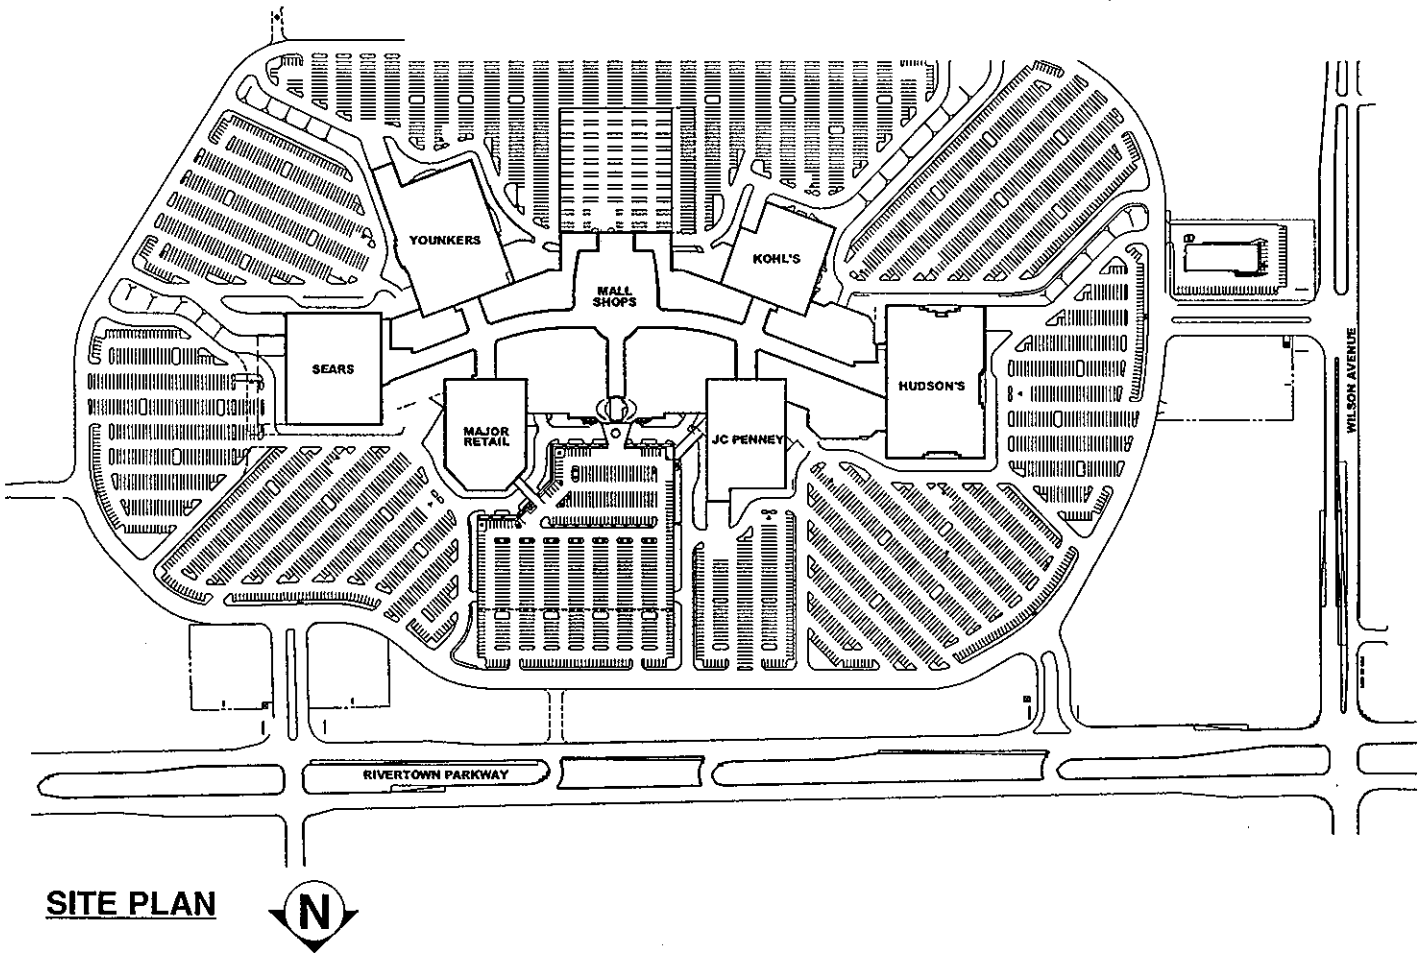 YOUNKERS
KOHL'S
MALL
SHOPS
SEARS
HUDSON'S
MAJOR
RETAIL
JC PENNEY
WILSON AVENUE
RIVERTOWN PARKWAY
SITE PLAN
N